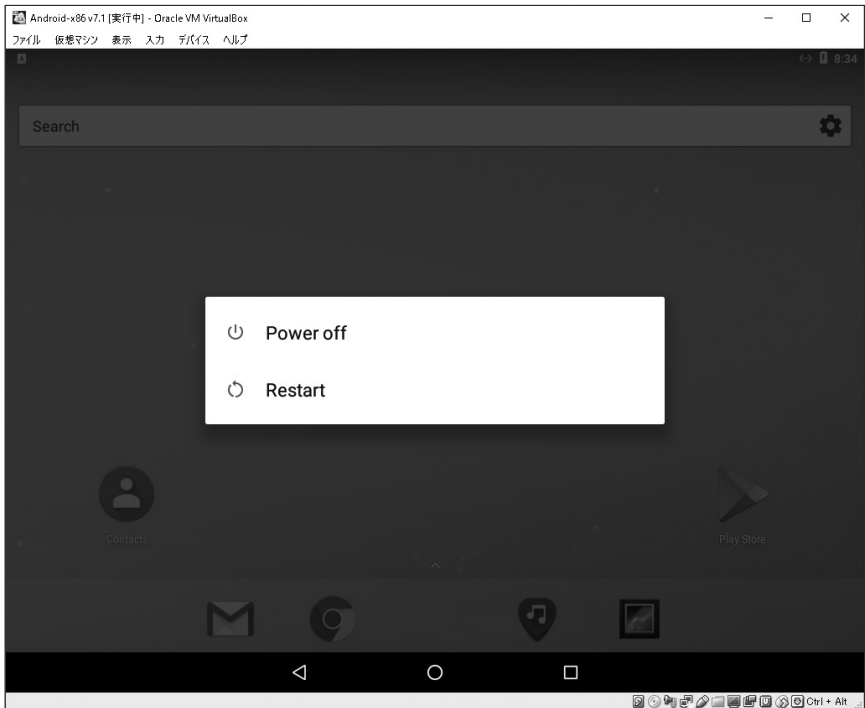 Android-x86 v7.1 [実行中] - Oracle VM VirtualBox
ファイル 仮想マシン 表示 入力 デバイス ヘルプ
8:34
Search
Power off
Restart
Contacts
Play Store
Ctrl + Alt